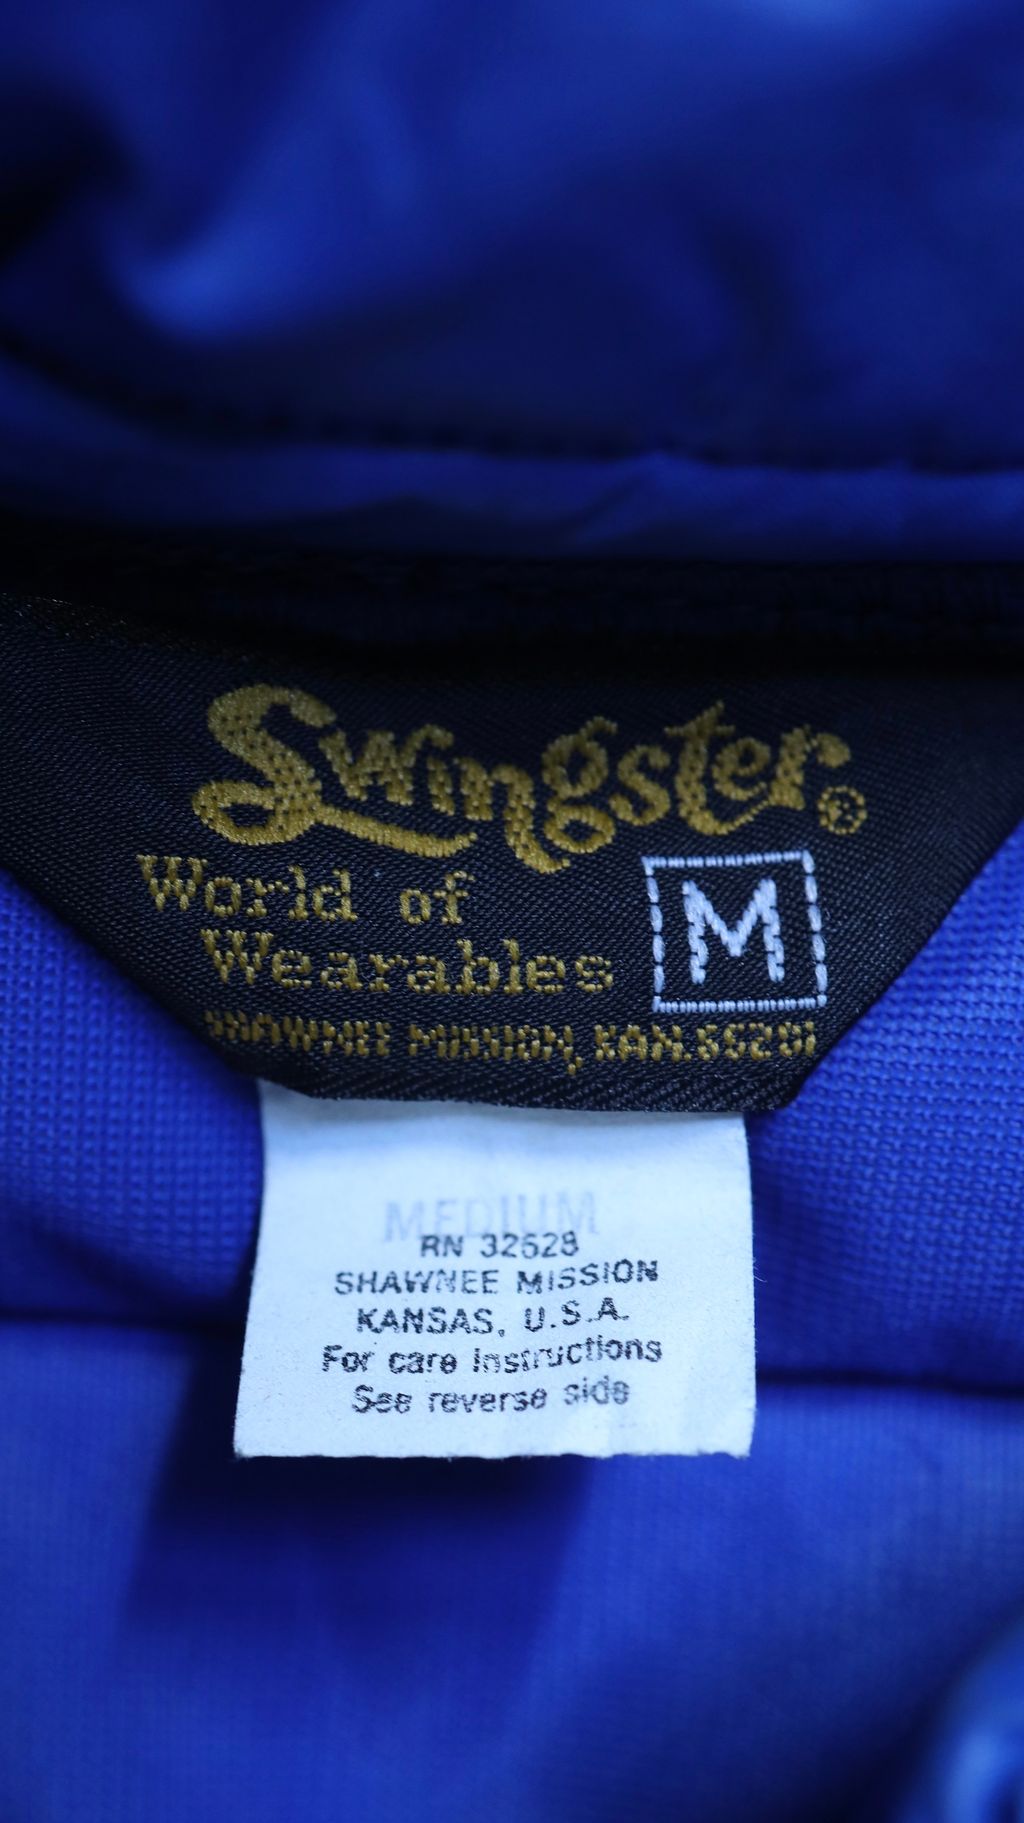 Swingster®
World of
Wearables
M
SHAWNEE MISSION, KAN. 66201
MEDIUM
RN 32628
SHAWNEE MISSION
KANSAS, U.S.A.
For care instructions
See reverse side